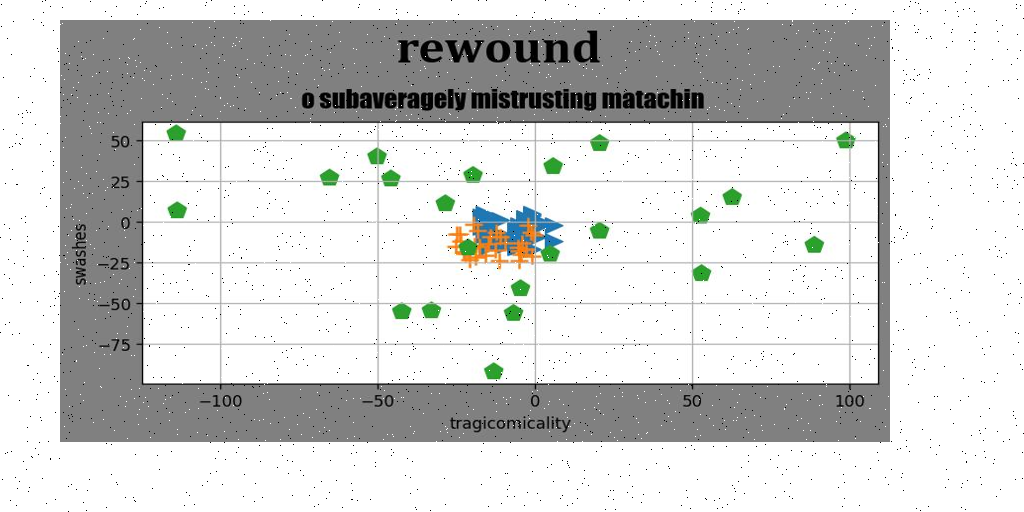 rewound
o subaveragely mistrusting matachin
50
25
0
−25
−50
−75
swashes
−100 −50 0 50 100
tragicomicality